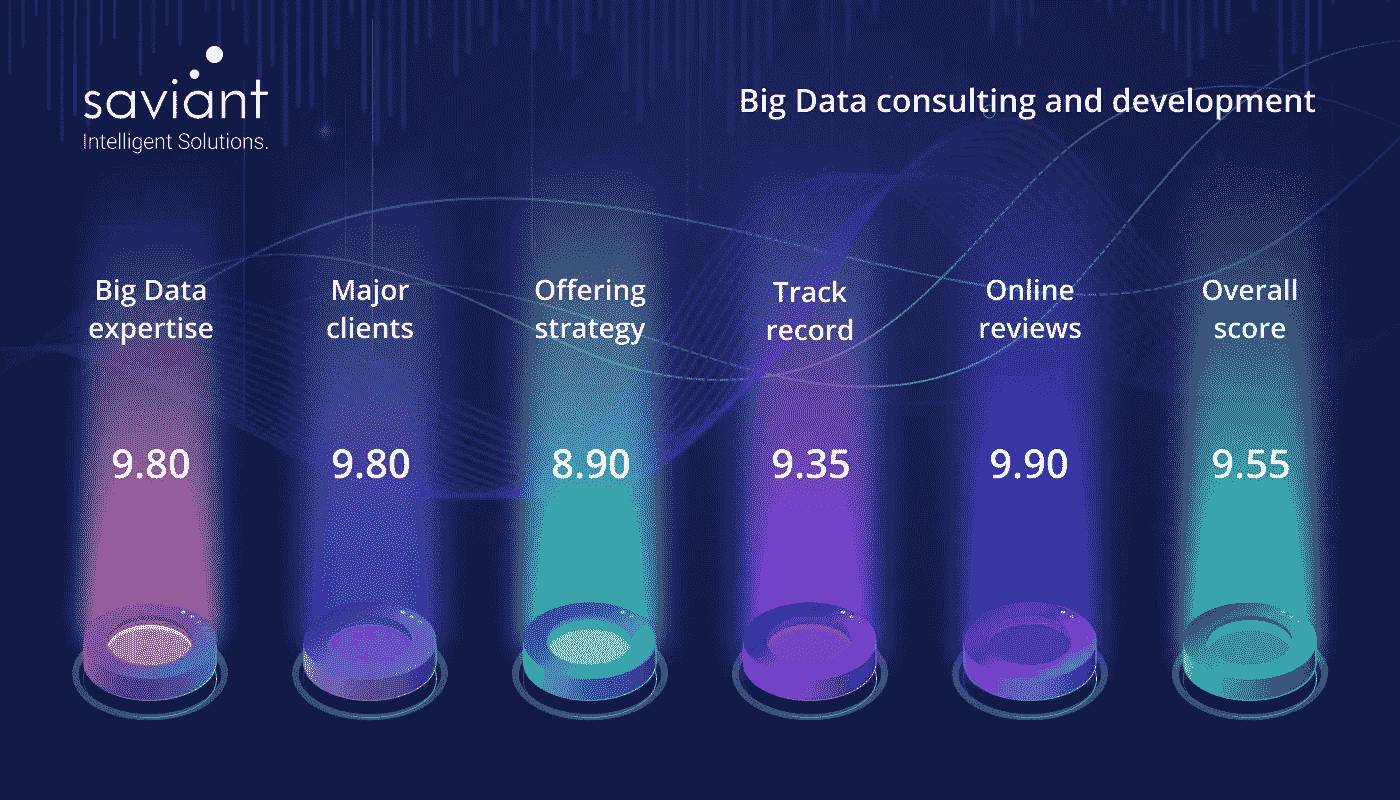 saviant
Intelligent Solutions.
Big Data consulting and development
Big Data
expertise
Major
clients
Offering
strategy
Track
record
Online
reviews
Overall
score
9.80
9.80
8.90
9.35
9.90
9.55